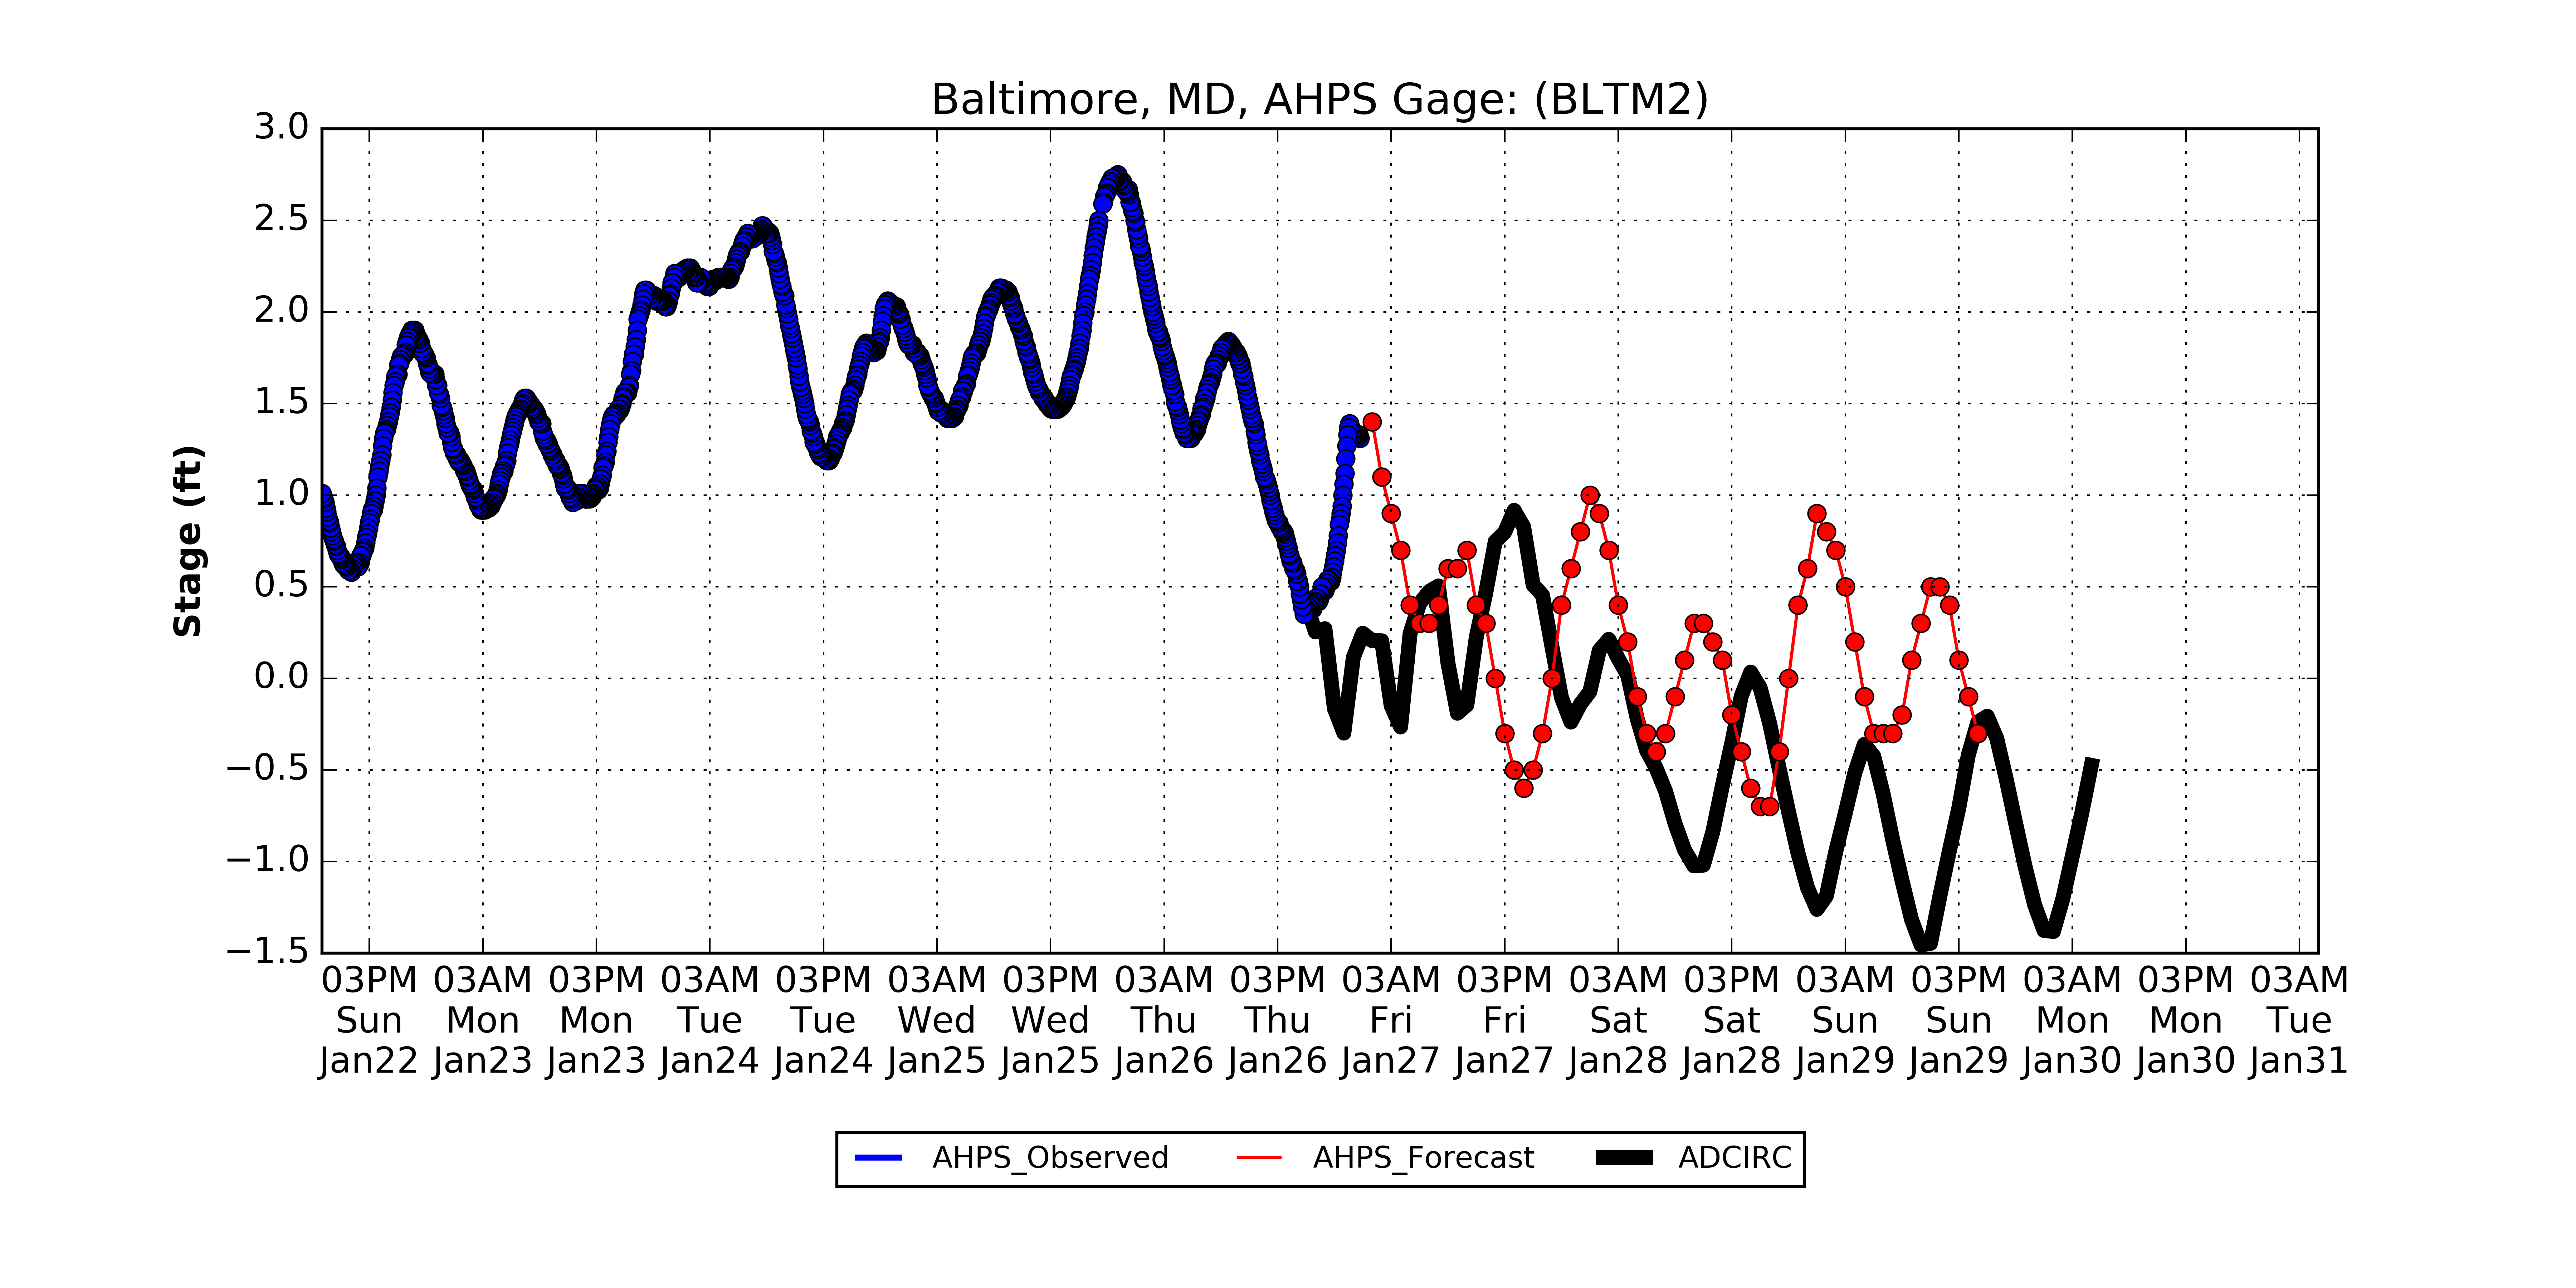 Baltimore, MD, AHPS Gage: (BLTM2)
3.0
2.5
2.0
1.5
1.0
0.5
0.0
−0.5
−1.0
−1.5
Stage (ft)
03PM 03AM 03PM 03AM 03PM 03AM 03PM 03AM 03PM 03AM 03PM 03AM 03PM 03AM 03PM 03AM 03PM 03AM
Sun Mon Mon Tue Tue Wed Wed Thu Thu Fri Fri Sat Sat Sun Sun Mon Mon Tue
Jan22 Jan23 Jan23 Jan24 Jan24 Jan25 Jan25 Jan26 Jan26 Jan27 Jan27 Jan28 Jan28 Jan29 Jan29 Jan30 Jan30 Jan31
AHPS_Observed AHPS_Forecast ADCIRC